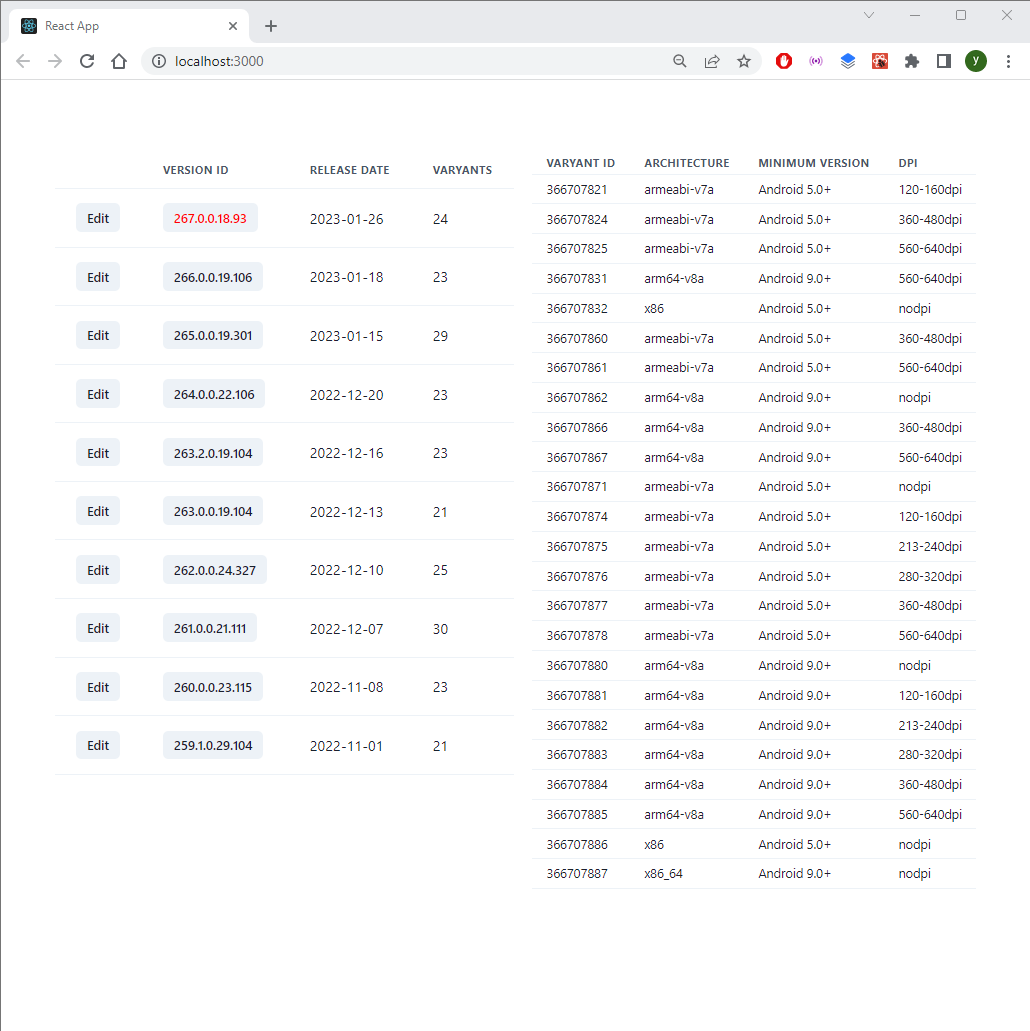 React App
localhost:3000
y
VERSION ID RELEASE DATE VARYANTS
Edit 267.0.0.18.93 2023-01-26 24
Edit 266.0.0.19.106 2023-01-18 23
Edit 265.0.0.19.301 2023-01-15 29
Edit 264.0.0.22.106 2022-12-20 23
Edit 263.2.0.19.104 2022-12-16 23
Edit 263.0.0.19.104 2022-12-13 21
Edit 262.0.0.24.327 2022-12-10 25
Edit 261.0.0.21.111 2022-12-07 30
Edit 260.0.0.23.115 2022-11-08 23
Edit 259.1.0.29.104 2022-11-01 21
VARYANT ID ARCHITECTURE MINIMUM VERSION DPI
366707821 armeabi-v7a Android 5.0+ 120-160dpi
366707824 armeabi-v7a Android 5.0+ 360-480dpi
366707825 armeabi-v7a Android 5.0+ 560-640dpi
366707831 arm64-v8a Android 9.0+ 560-640dpi
366707832 x86 Android 5.0+ nodpi
366707860 armeabi-v7a Android 5.0+ 360-480dpi
366707861 armeabi-v7a Android 5.0+ 560-640dpi
366707862 arm64-v8a Android 9.0+ nodpi
366707866 arm64-v8a Android 9.0+ 360-480dpi
366707867 arm64-v8a Android 9.0+ 560-640dpi
366707871 armeabi-v7a Android 5.0+ nodpi
366707874 armeabi-v7a Android 5.0+ 120-160dpi
366707875 armeabi-v7a Android 5.0+ 213-240dpi
366707876 armeabi-v7a Android 5.0+ 280-320dpi
366707877 armeabi-v7a Android 5.0+ 360-480dpi
366707878 armeabi-v7a Android 5.0+ 560-640dpi
366707880 arm64-v8a Android 9.0+ nodpi
366707881 arm64-v8a Android 9.0+ 120-160dpi
366707882 arm64-v8a Android 9.0+ 213-240dpi
366707883 arm64-v8a Android 9.0+ 280-320dpi
366707884 arm64-v8a Android 9.0+ 360-480dpi
366707885 arm64-v8a Android 9.0+ 560-640dpi
366707886 x86 Android 5.0+ nodpi
366707887 x86_64 Android 9.0+ nodpi